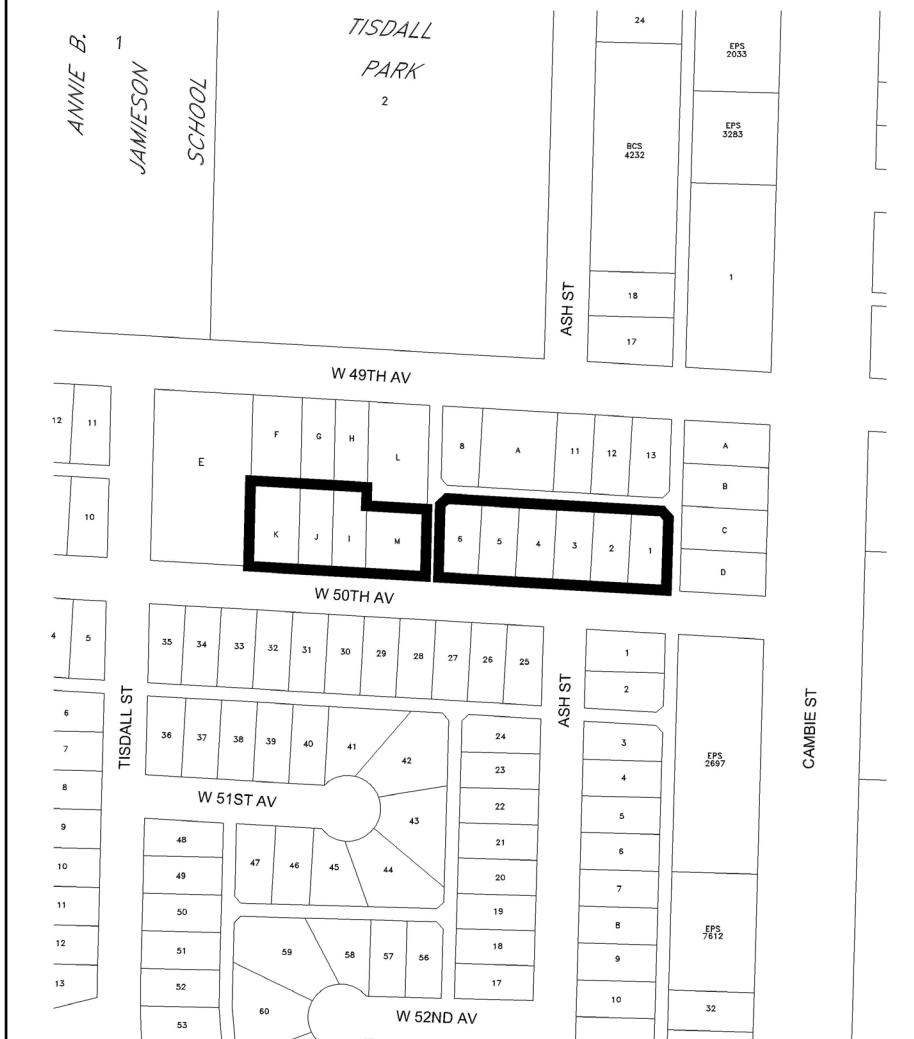 ANNIE B.
1
JAMIESON
SCHOOL
TISDALL
PARK
2
24
BCS
4232
18
17
EPS
2033
EPS
3283
1
ASH ST
W 49TH AV
12
11
10
E
F
G
H
L
K
J
I
M
8
A
11
12
13
6
5
4
3
2
1
A
B
C
D
W 50TH AV
4
5
6
7
8
9
10
11
12
13
TISDALL ST
35
34
33
32
31
30
29
28
27
26
25
36
37
38
39
40
41
42
43
44
45
46
47
W 51ST AV
48
49
50
51
52
53
59
58
57
56
60
W 52ND AV
24
23
22
21
20
19
18
17
ASH ST
1
2
3
4
5
6
7
8
9
10
EPS
2697
EPS
7612
32
CAMBIE ST